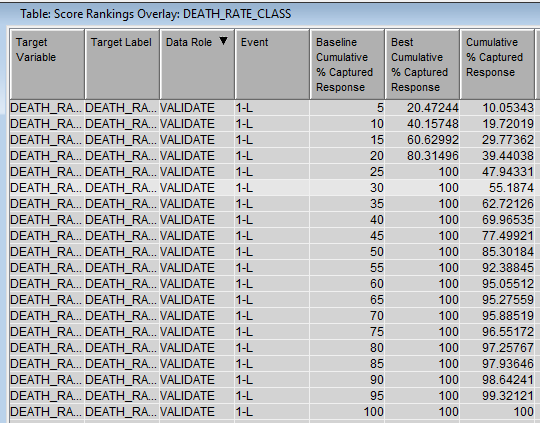 Table: Score Rankings Overlay: DEATH_RATE_CLASS
Target Variable Target Label Data Role ▼ Event Baseline Cumulative % Captured Response Best Cumulative % Captured Response Cumulative % Captured Response
DEATH_RA... DEATH_RA... VALIDATE 1-L 5 20.47244 10.05343
DEATH_RA... DEATH_RA... VALIDATE 1-L 10 40.15748 19.72019
DEATH_RA... DEATH_RA... VALIDATE 1-L 15 60.62992 29.77362
DEATH_RA... DEATH_RA... VALIDATE 1-L 20 80.31496 39.44038
DEATH_RA... DEATH_RA... VALIDATE 1-L 25 100 47.94331
DEATH_RA... DEATH_RA... VALIDATE 1-L 30 100 55.1874
DEATH_RA... DEATH_RA... VALIDATE 1-L 35 100 62.72126
DEATH_RA... DEATH_RA... VALIDATE 1-L 40 100 69.96535
DEATH_RA... DEATH_RA... VALIDATE 1-L 45 100 77.49921
DEATH_RA... DEATH_RA... VALIDATE 1-L 50 100 85.30184
DEATH_RA... DEATH_RA... VALIDATE 1-L 55 100 92.38845
DEATH_RA... DEATH_RA... VALIDATE 1-L 60 100 95.05512
DEATH_RA... DEATH_RA... VALIDATE 1-L 65 100 95.27559
DEATH_RA... DEATH_RA... VALIDATE 1-L 70 100 95.88519
DEATH_RA... DEATH_RA... VALIDATE 1-L 75 100 96.55172
DEATH_RA... DEATH_RA... VALIDATE 1-L 80 100 97.25767
DEATH_RA... DEATH_RA... VALIDATE 1-L 85 100 97.93646
DEATH_RA... DEATH_RA... VALIDATE 1-L 90 100 98.64241
DEATH_RA... DEATH_RA... VALIDATE 1-L 95 100 99.32121
DEATH_RA... DEATH_RA... VALIDATE 1-L 100 100 100